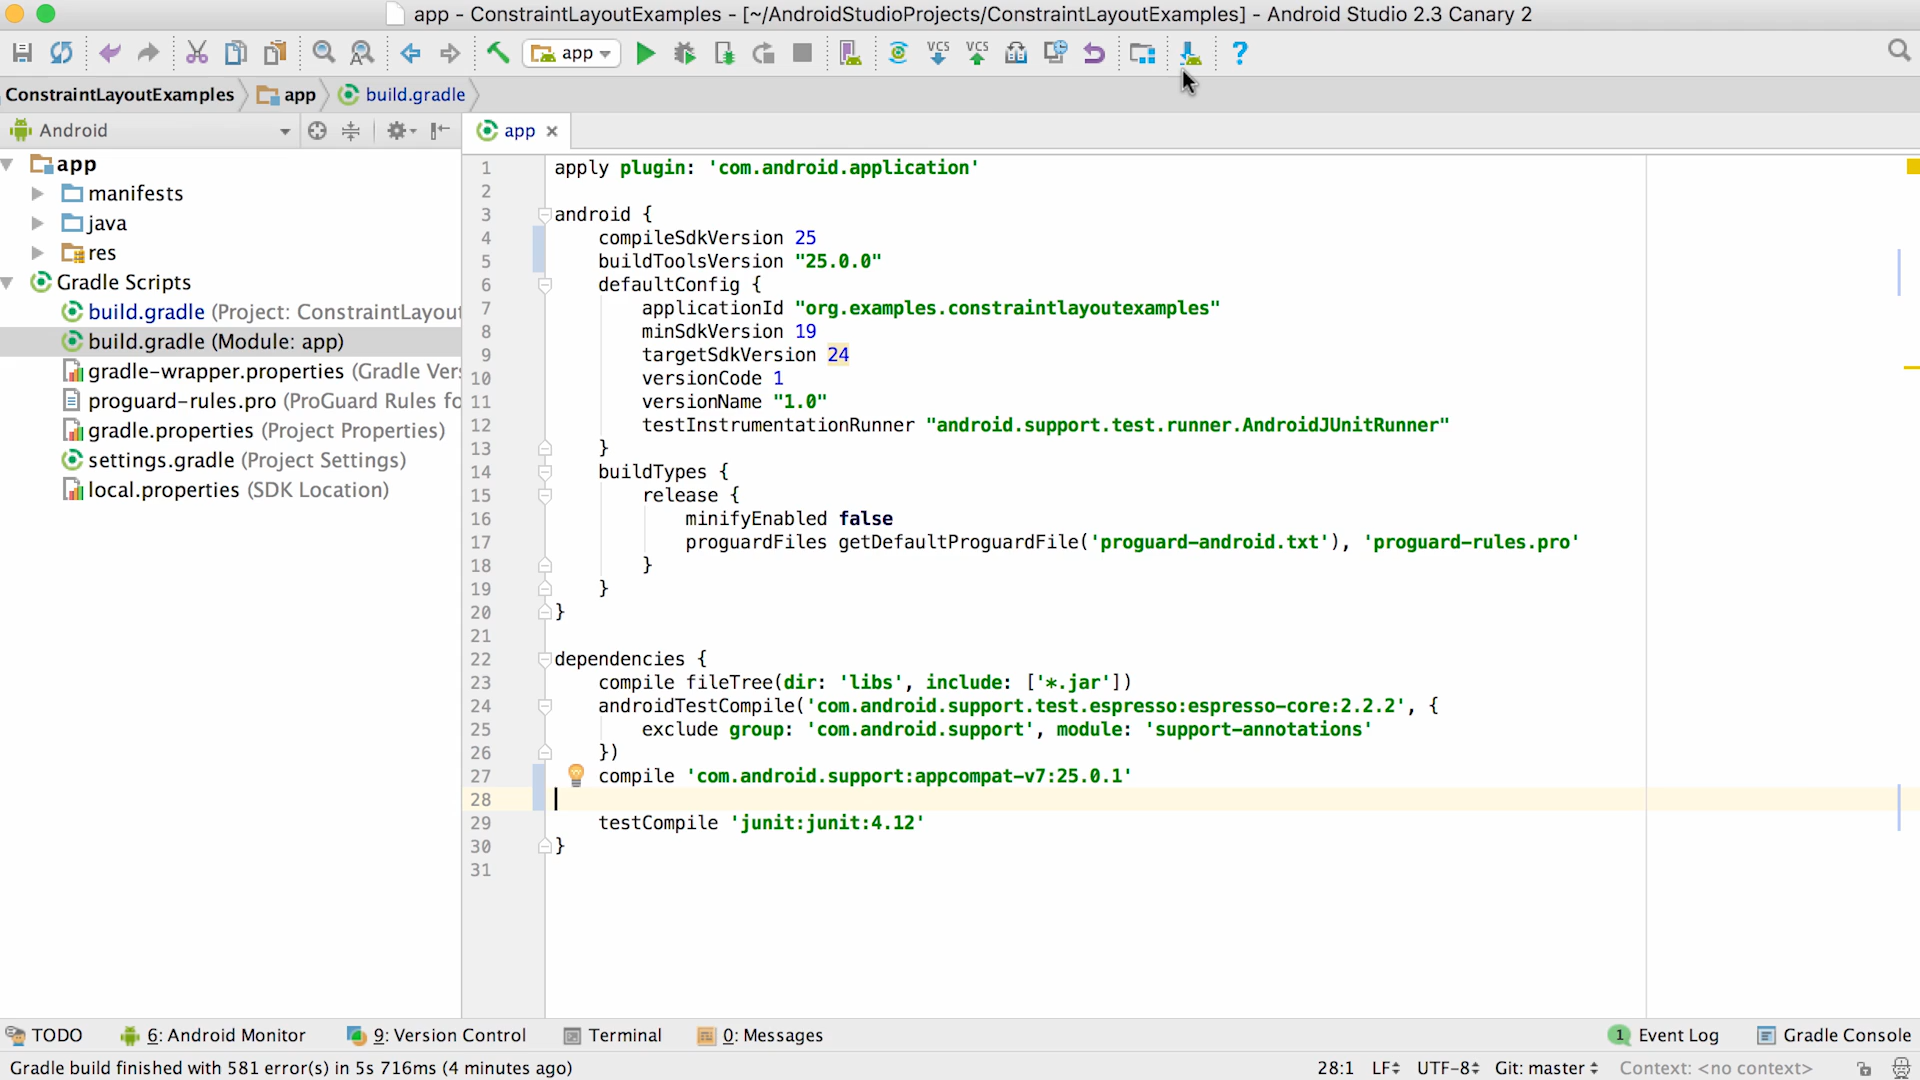 app - ConstraintLayoutExamples - [~/AndroidStudioProjects/ConstraintLayoutExamples] - Android Studio 2.3 Canary 2
app
VCS VCS
?
ConstraintLayoutExamples app build.gradle
Android
app
app
manifests
java
res
Gradle Scripts
build.gradle (Project: ConstraintLayout
build.gradle (Module: app)
gradle-wrapper.properties (Gradle Vers
proguard-rules.pro (ProGuard Rules fo
gradle.properties (Project Properties)
settings.gradle (Project Settings)
local.properties (SDK Location)
1 apply plugin: 'com.android.application'
2
3 android {
4 compileSdkVersion 25
5 buildToolsVersion "25.0.0"
6 defaultConfig {
7 applicationId "org.examples.constraintlayoutexamples"
8 minSdkVersion 19
9 targetSdkVersion 24
10 versionCode 1
11 versionName "1.0"
12 testInstrumentationRunner "android.support.test.runner.AndroidJUnitRunner"
13 }
14 buildTypes {
15 release {
16 minifyEnabled false
17 proguardFiles getDefaultProguardFile('proguard-android.txt'), 'proguard-rules.pro'
18 }
19 }
20 }
21
22 dependencies {
23 compile fileTree(dir: 'libs', include: ['*.jar'])
24 androidTestCompile('com.android.support.test.espresso:espresso-core:2.2.2', {
25 exclude group: 'com.android.support', module: 'support-annotations'
26 })
27 compile 'com.android.support:appcompat-v7:25.0.1'
28
29 testCompile 'junit:junit:4.12'
30 }
31
TODO 6: Android Monitor 9: Version Control Terminal 0: Messages 1 Event Log Gradle Console
Gradle build finished with 581 error(s) in 5s 716ms (4 minutes ago) 28:1 LF UTF-8 Git: master Context: <no context>